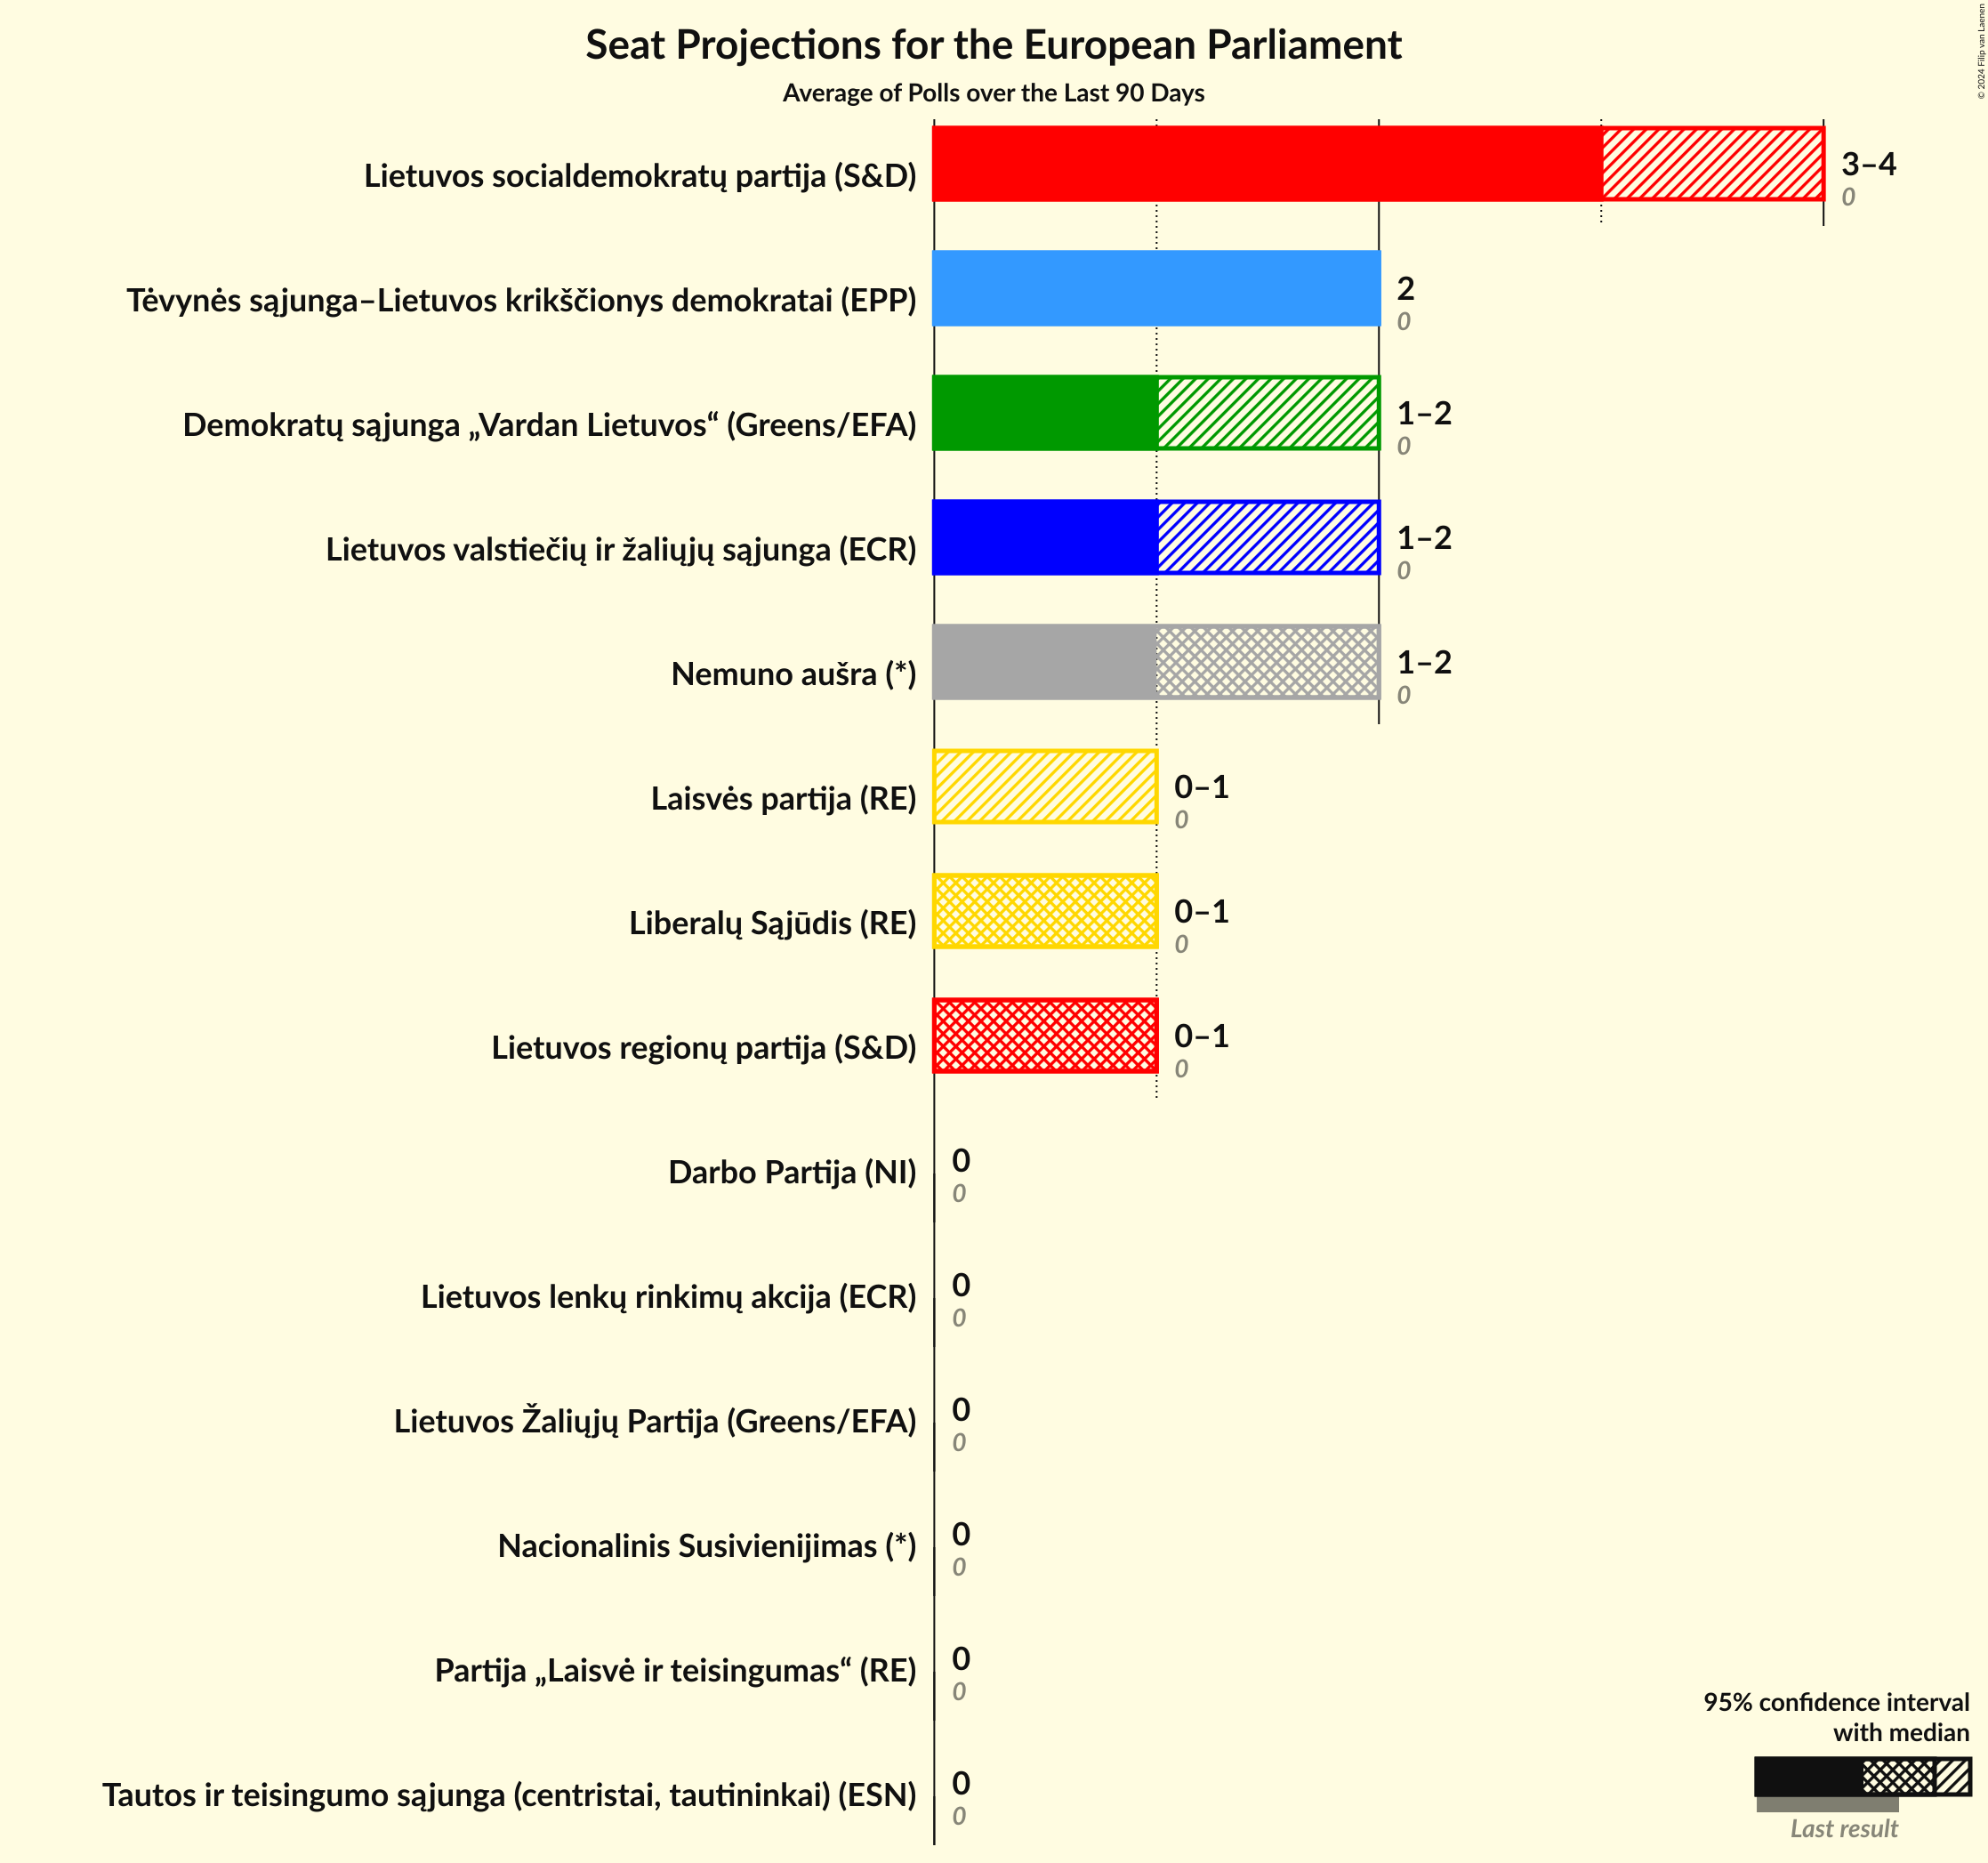 Seat Projections for the European Parliament
Average of Polls over the Last 90 Days
© 2024 Filip van Laenen
Lietuvos socialdemokratų partija (S&D)
3–4
0
Tėvynės sąjunga–Lietuvos krikščionys demokratai (EPP)
2
0
Demokratų sąjunga „Vardan Lietuvos“ (Greens/EFA)
1–2
0
Lietuvos valstiečių ir žaliųjų sąjunga (ECR)
1–2
0
Nemuno aušra (*)
1–2
0
Laisvės partija (RE)
0–1
0
Liberalų Sąjūdis (RE)
0–1
0
Lietuvos regionų partija (S&D)
0–1
0
Darbo Partija (NI)
0
0
Lietuvos lenkų rinkimų akcija (ECR)
0
0
Lietuvos Žaliųjų Partija (Greens/EFA)
0
0
Nacionalinis Susivienijimas (*)
0
0
Partija „Laisvė ir teisingumas“ (RE)
0
0
Tautos ir teisingumo sąjunga (centristai, tautininkai) (ESN)
0
0
95% confidence interval
with median
Last result